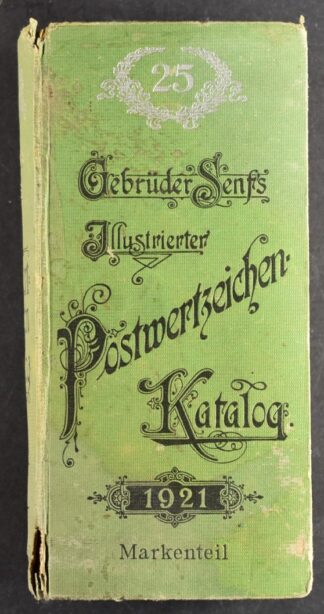 25
Gebrüder Senf's
Illustrierter
Postwertzeichen-
Katalog.
1921
Markenteil